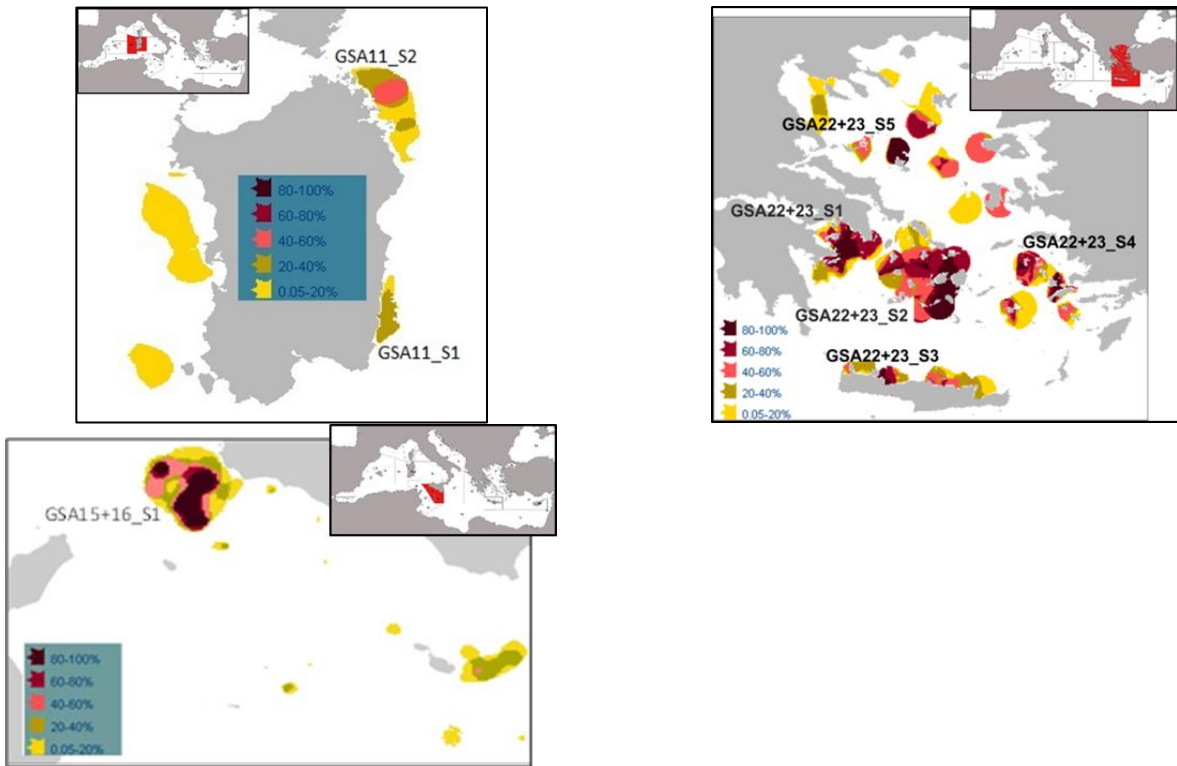 GSA11_S2
80-100%
60-80%
40-60%
20-40%
0.05-20%
GSA11_S1
GSA22+23_S5
GSA22+23_S1
GSA22+23_S4
GSA22+23_S2
80-100%
60-80%
GSA22+23_S3
40-60%
20-40%
0.05-20%
GSA15+16_S1
80-100%
60-80%
40-60%
20-40%
0.05-20%